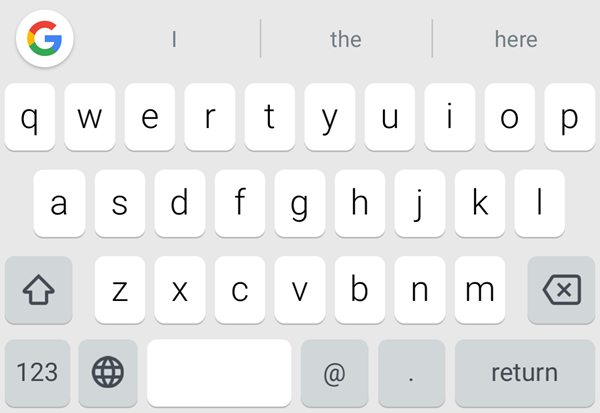 G I the here
q w e r t y u i o p
a s d f g h j k l
z x c v b n m
123 @ . return